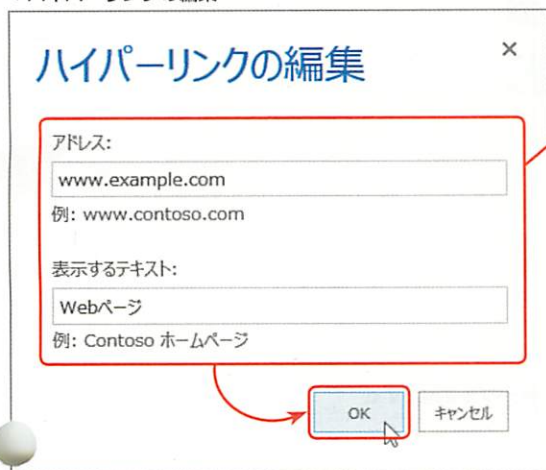 ハイパーリンクの編集
×
アドレス:
www.example.com
例: www.contoso.com
表示するテキスト:
Webページ
例: Contoso ホームページ
OK
キャンセル